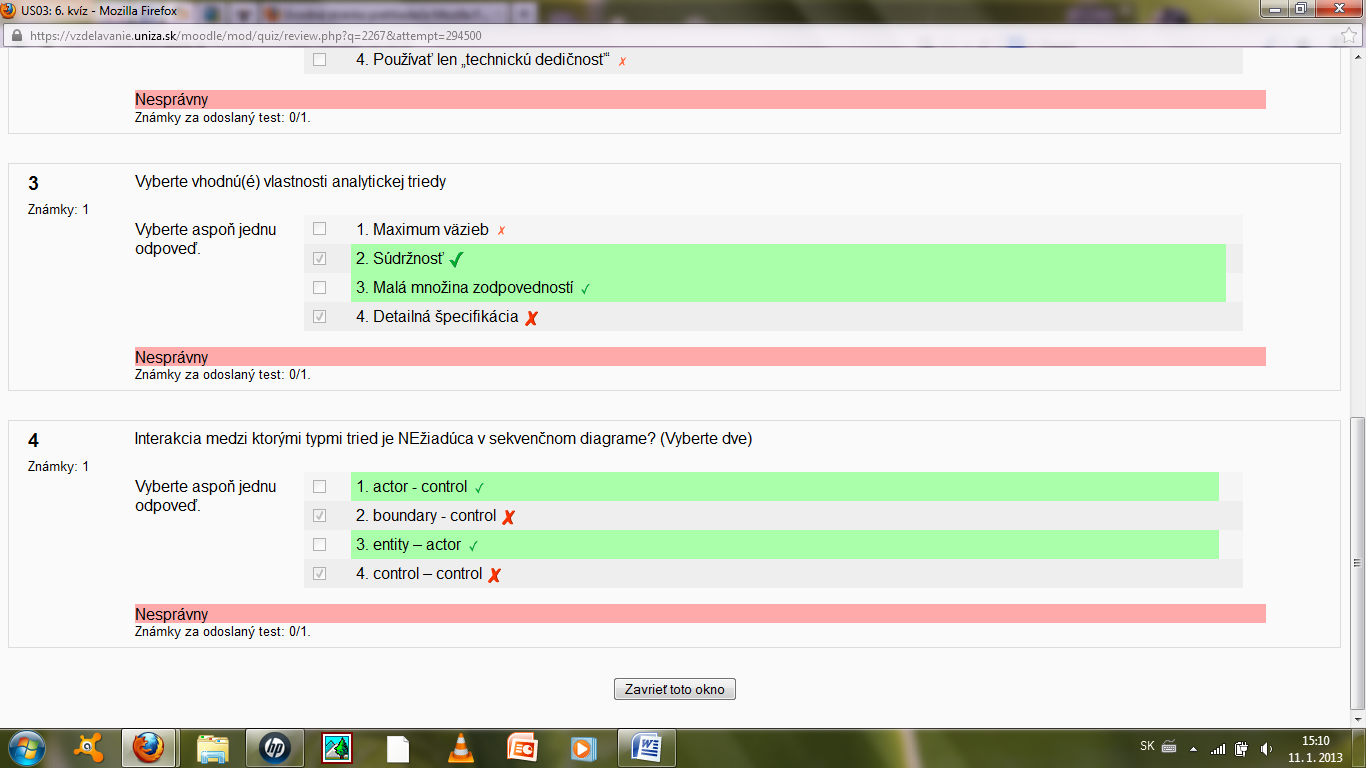 US03: 6. kvíz - Mozilla Firefox
https://vzdelavanie.uniza.sk/moodle/mod/quiz/review.php?q=2267&attempt=294500
4. Používať len „technickú dedičnosť“ ✗
Nesprávny
Známky za odoslaný test: 0/1.
3
Vyberte vhodnú(é) vlastnosti analytickej triedy
Známky: 1
Vyberte aspoň jednu
odpoveď.
1. Maximum väzieb ✗
2. Súdržnosť ✓
3. Malá množina zodpovedností ✓
4. Detailná špecifikácia ✗
Nesprávny
Známky za odoslaný test: 0/1.
4
Interakcia medzi ktorými typmi tried je NEžiadúca v sekvenčnom diagrame? (Vyberte dve)
Známky: 1
Vyberte aspoň jednu
odpoveď.
1. actor - control ✓
2. boundary - control ✗
3. entity – actor ✓
4. control – control ✗
Nesprávny
Známky za odoslaný test: 0/1.
Zavrieť toto okno
SK
15:10
11. 1. 2013